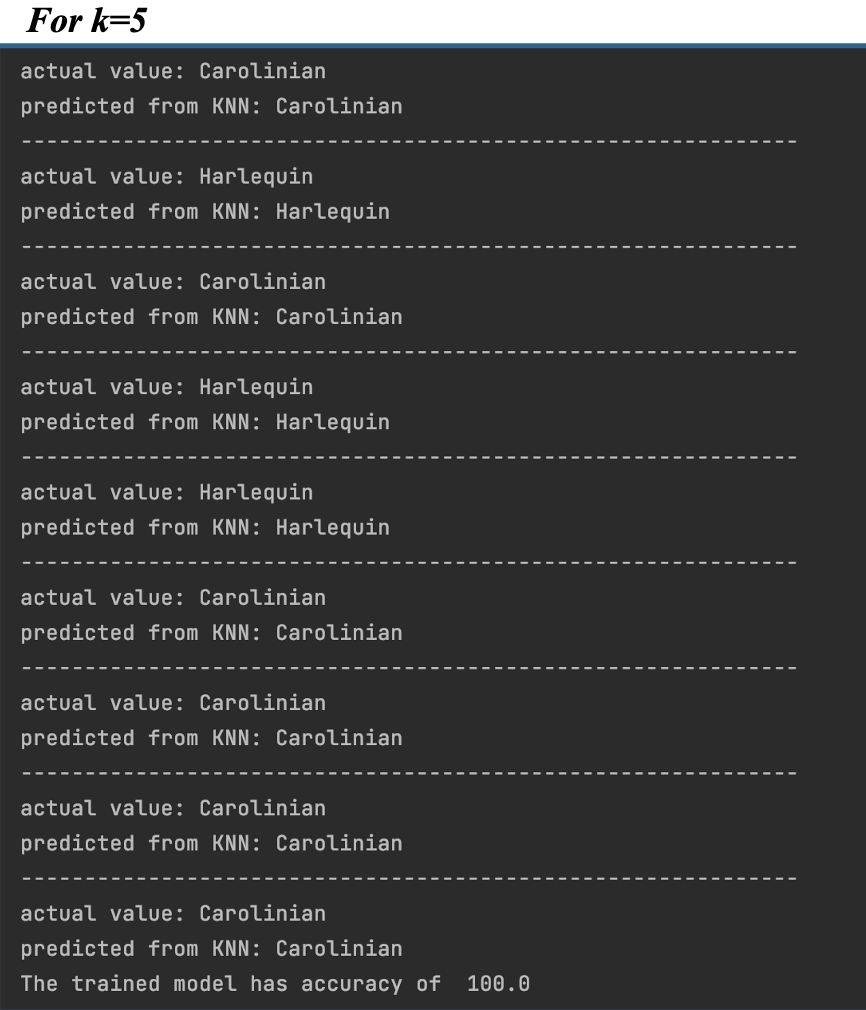 For k=5
actual value: Carolinian
predicted from KNN: Carolinian
-------------------------------------------------------------
actual value: Harlequin
predicted from KNN: Harlequin
-------------------------------------------------------------
actual value: Carolinian
predicted from KNN: Carolinian
-------------------------------------------------------------
actual value: Harlequin
predicted from KNN: Harlequin
-------------------------------------------------------------
actual value: Harlequin
predicted from KNN: Harlequin
-------------------------------------------------------------
actual value: Carolinian
predicted from KNN: Carolinian
-------------------------------------------------------------
actual value: Carolinian
predicted from KNN: Carolinian
-------------------------------------------------------------
actual value: Carolinian
predicted from KNN: Carolinian
-------------------------------------------------------------
actual value: Carolinian
predicted from KNN: Carolinian
The trained model has accuracy of  100.0